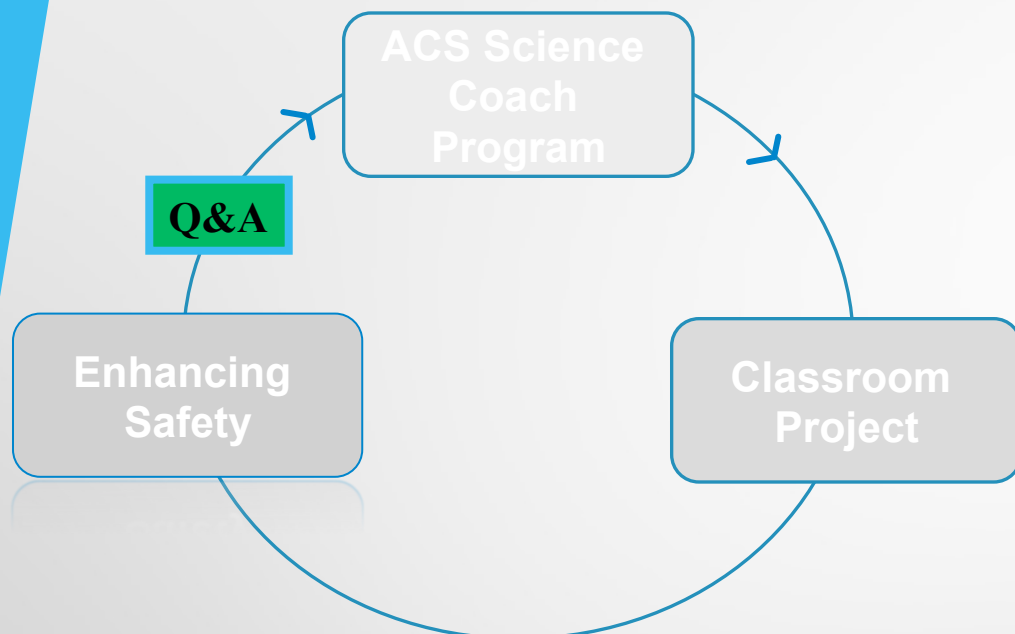 ACS Science
Coach
Program
Q&A
Enhancing
Safety
Classroom
Project